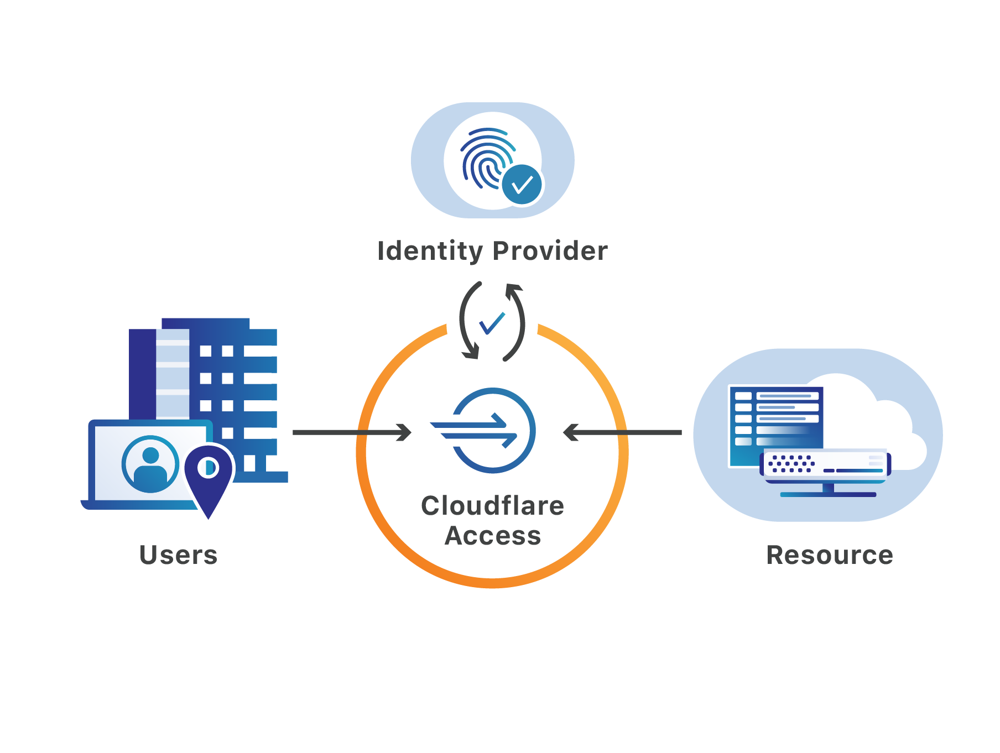 Identity Provider
Cloudflare
Access
Users
Resource